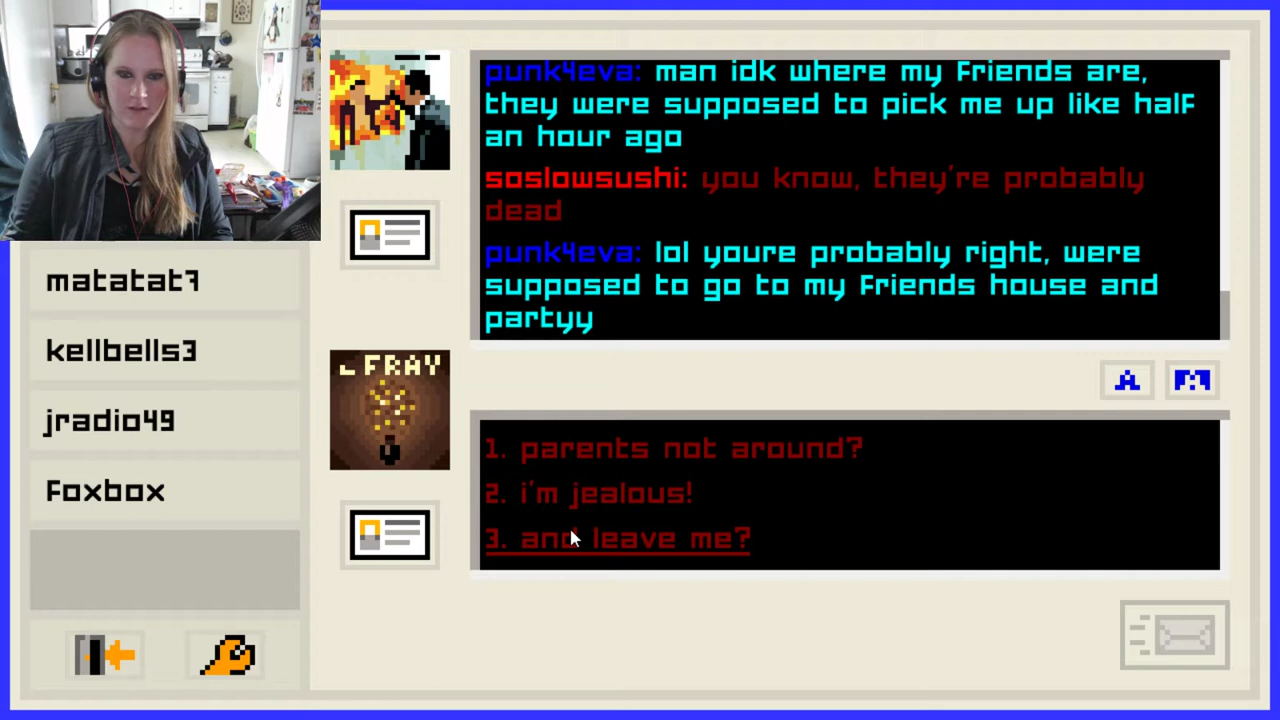 punk4eva: man idk where my friends are,
they were supposed to pick me up like half
an hour ago
soslowsushi: you know, they're probably
dead
punk4eva: lol youre probably right, were
supposed to go to my friends house and
partyy
matatat7
kellbells3
jradio49
foxbox
FRAY
A
1. parents not around?
2. i'm jealous!
3. and leave me?